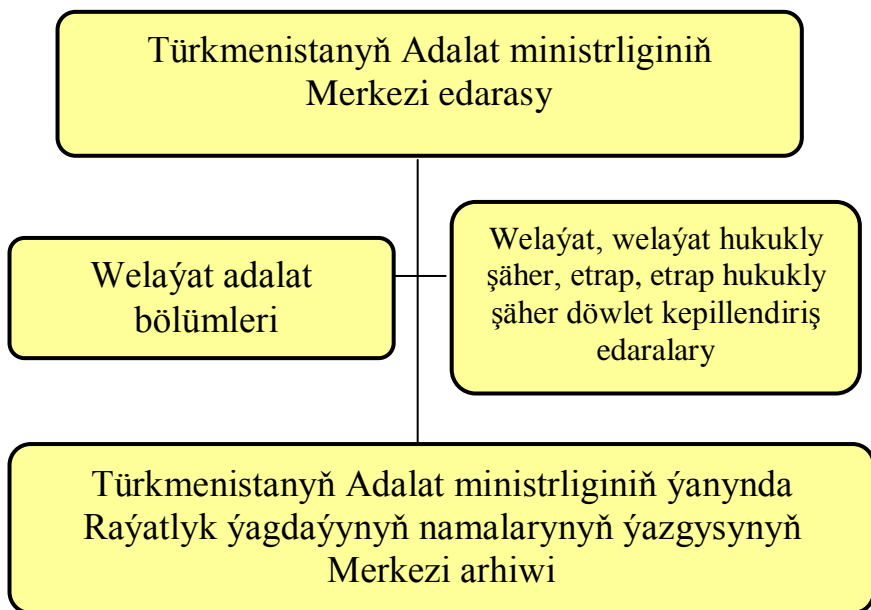 Türkmenistanyň Adalat ministrliginiň
Merkezi edarasy
Welaýat adalat
bölümleri
Welaýat, welaýat hukukly
şäher, etrap, etrap hukukly
şäher döwlet kepillendiriş
edaralary
Türkmenistanyň Adalat ministrliginiň ýanynda
Raýatlyk ýagdaýynyň namalarynyň ýazgysynyň
Merkezi arhiwi